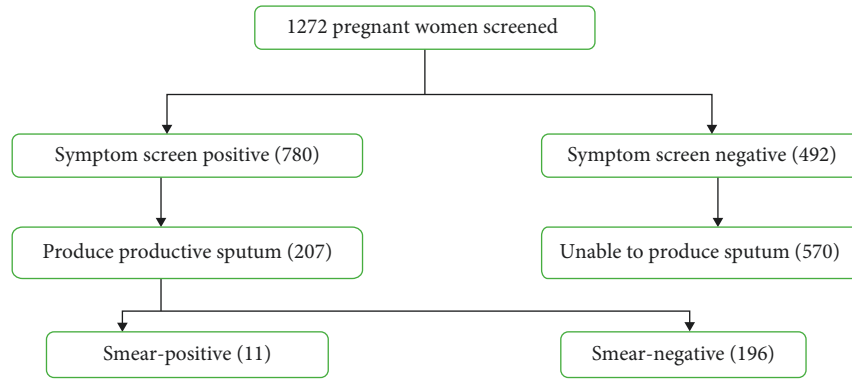 1272 pregnant women screened
Symptom screen positive (780)
Symptom screen negative (492)
Produce productive sputum (207)
Unable to produce sputum (570)
Smear-positive (11)
Smear-negative (196)